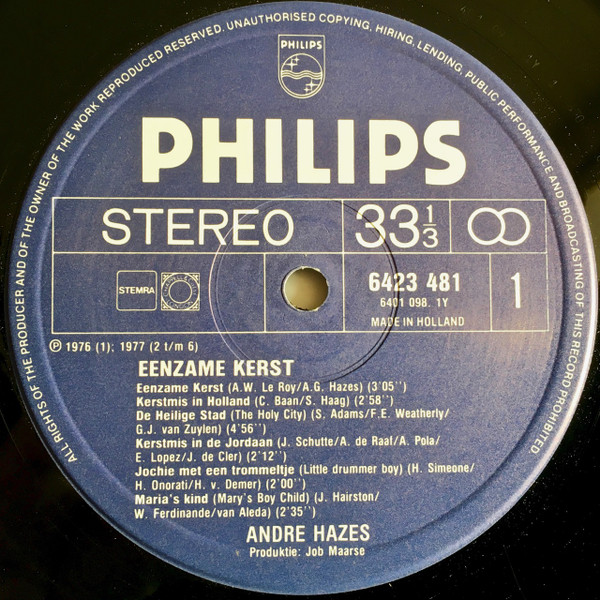 ALL RIGHTS OF THE PRODUCER AND OF THE OWNER OF THE WORK REPRODUCED RESERVED. UNAUTHORISED COPYING, HIRING, LENDING, PUBLIC PERFORMANCE AND BROADCASTING OF THIS RECORD PROHIBITED.
PHILIPS
PHILIPS
STEREO 33 1/3
STEMRA
6423 481
6401 098. 1Y
MADE IN HOLLAND
1
Ⓟ 1976 (1); 1977 (2 t/m 6)
EENZAME KERST
Eenzame Kerst (A.W. Le Roy/A.G. Hazes) (3'05'')
Kerstmis in Holland (C. Baan/S. Haag) (2'58'')
De Heilige Stad (The Holy City) (S. Adams/F.E. Weatherly/
G.J. van Zuylen) (4'56'')
Kerstmis in de Jordaan (J. Schutte/A. de Raaf/A. Pola/
E. Lopez/J. de Cler) (2'12'')
Jochie met een trommeltje (Little drummer boy) (H. Simeone/
H. Onorati/H. v. Demer) (2'00'')
Maria's kind (Mary's Boy Child) (J. Hairston/
W. Ferdinande/van Aleda) (2'35'')
ANDRE HAZES
Produktie: Job Maarse